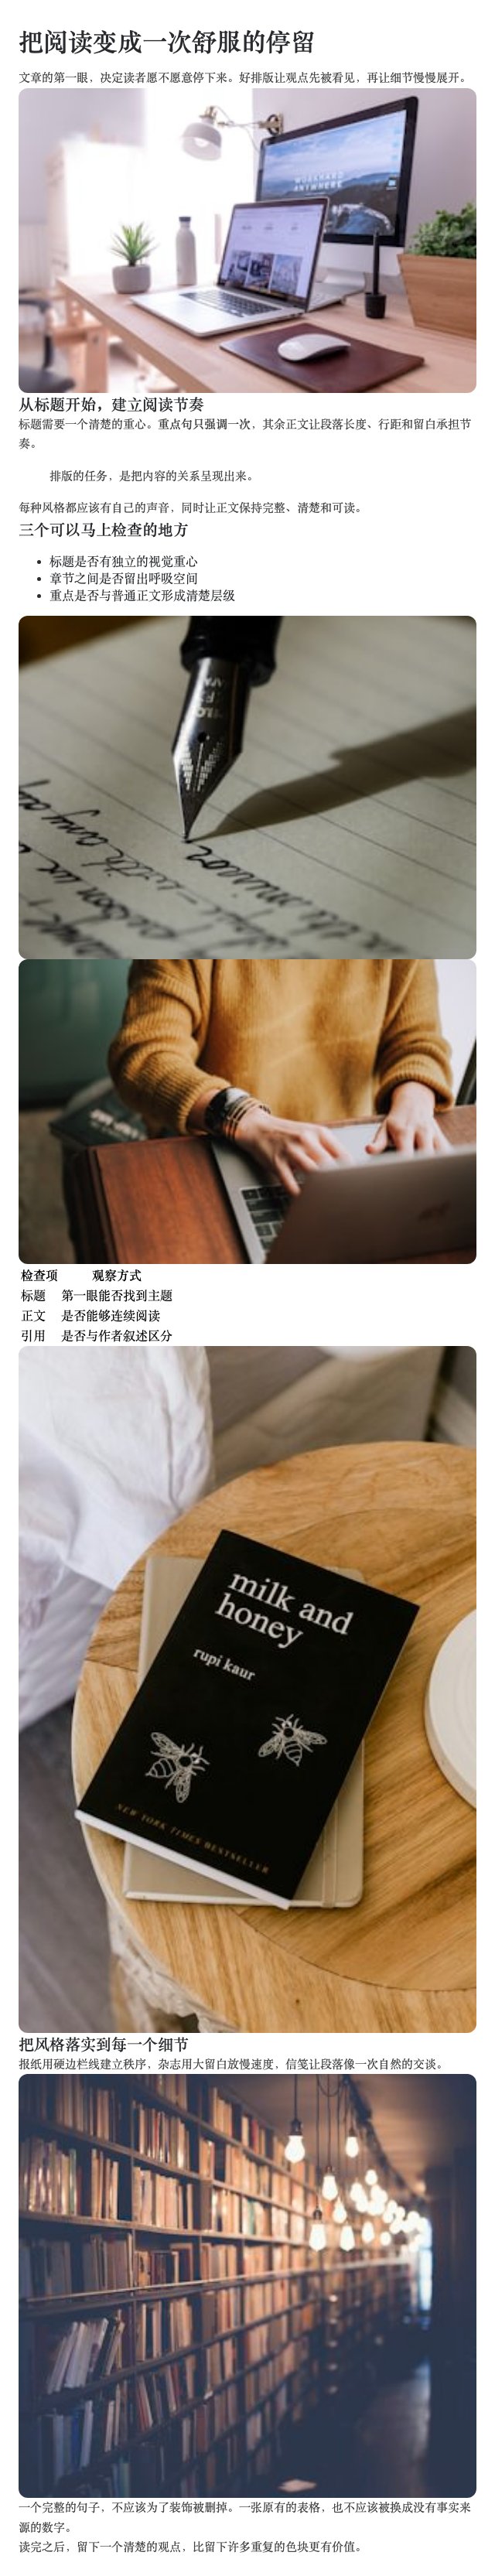 把阅读变成一次舒服的停留
文章的第一眼，决定读者愿不愿意停下来。好排版让观点先被看见，再让细节慢慢展开。
WORK HARD
ANYWHERE
从标题开始，建立阅读节奏
标题需要一个清楚的重心。重点句只强调一次，其余正文让段落长度、行距和留白承担节
奏。
排版的任务，是把内容的关系呈现出来。
每种风格都应该有自己的声音，同时让正文保持完整、清楚和可读。
三个可以马上检查的地方
标题是否有独立的视觉重心
章节之间是否留出呼吸空间
重点是否与普通正文形成清楚层级
检查项 观察方式
标题 第一眼能否找到主题
正文 是否能够连续阅读
引用 是否与作者叙述区分
milk and
honey
rupi kaur
NEW YORK TIMES BESTSELLER
把风格落实到每一个细节
报纸用硬边栏线建立秩序，杂志用大留白放慢速度，信笺让段落像一次自然的交谈。
一个完整的句子，不应该为了装饰被删掉。一张原有的表格，也不应该被换成没有事实来
源的数字。
读完之后，留下一个清楚的观点，比留下许多重复的色块更有价值。